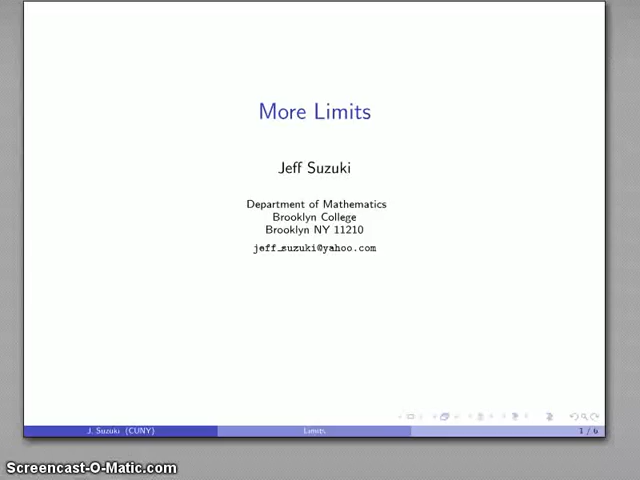 More Limits
Jeff Suzuki
Department of Mathematics
Brooklyn College
Brooklyn NY 11210
jeff_suzuki@yahoo.com
J. Suzuki (CUNY)
Limits
1 / 6
Screencast-O-Matic.com